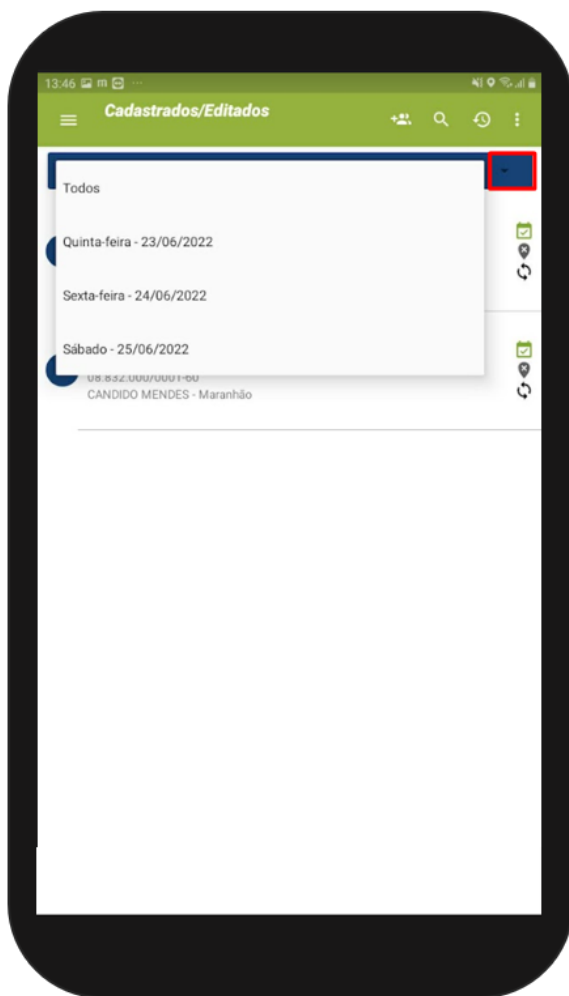 13:46 m ...
Cadastrados/Editados
Todos
Quinta-feira - 23/06/2022
Sexta-feira - 24/06/2022
Sábado - 25/06/2022
08.832.000/0001-60
CANDIDO MENDES - Maranhão